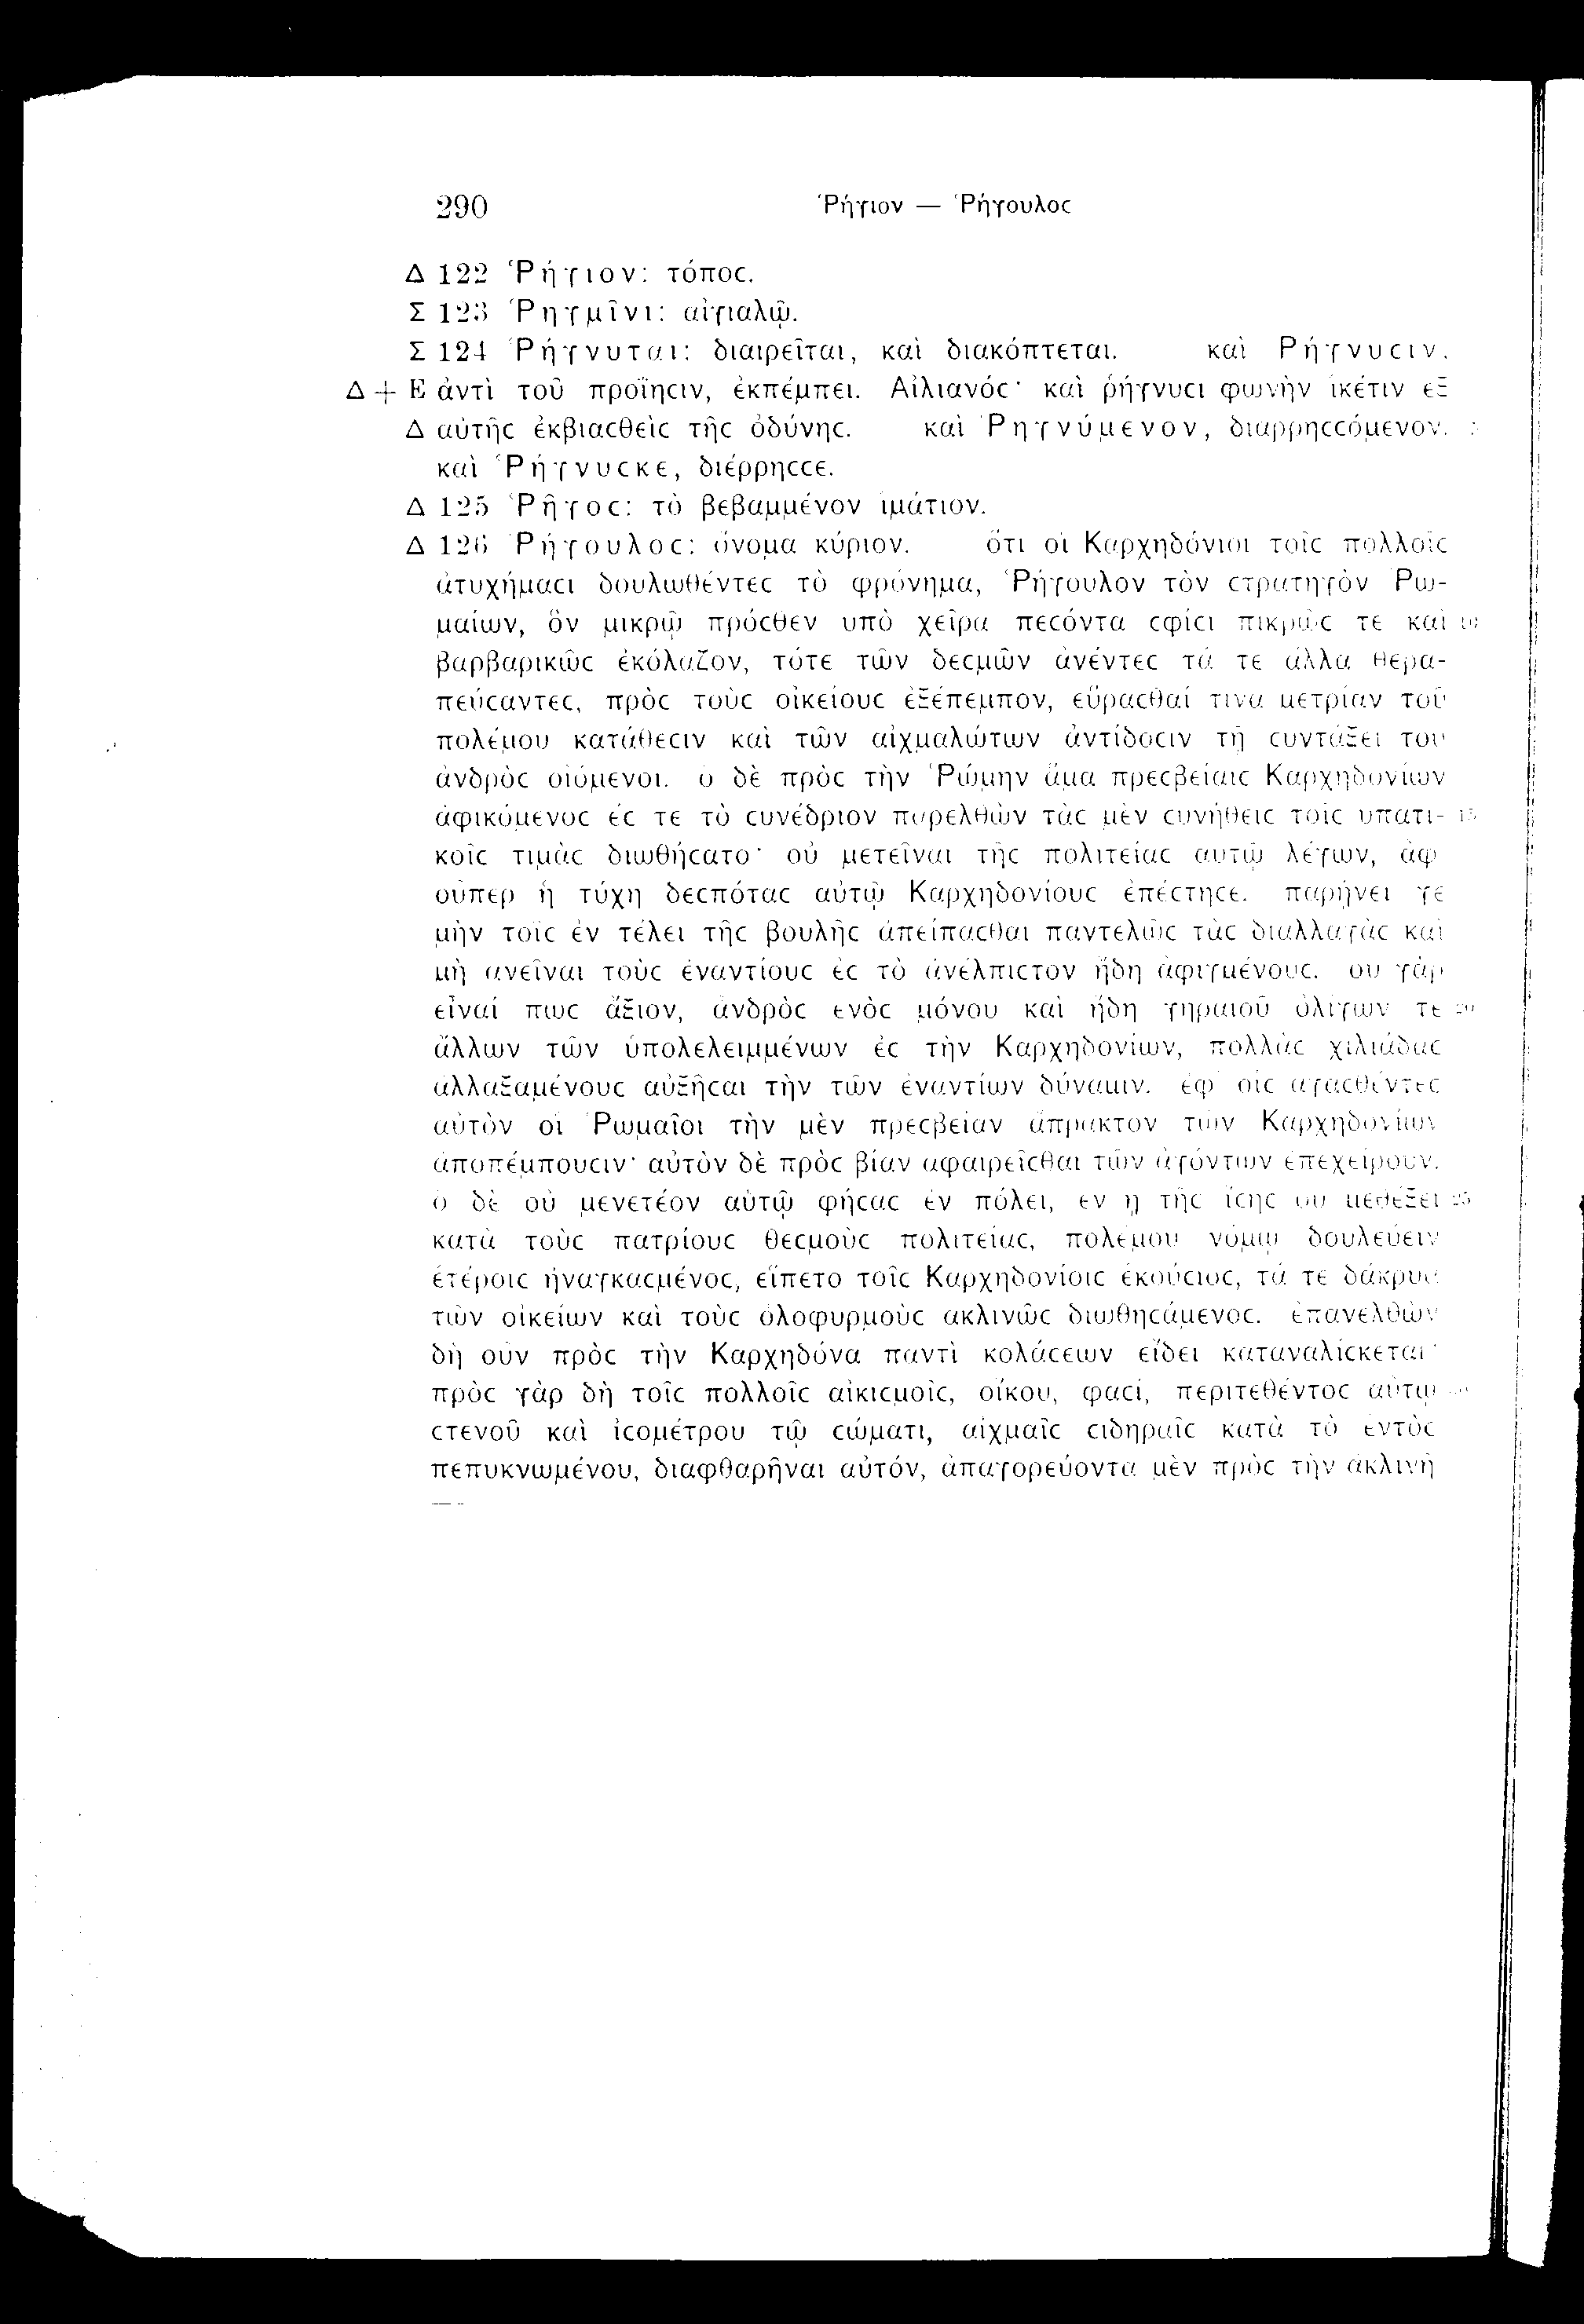 290 Ῥήγιον — Ῥήγουλοϲ
Δ 122 Ῥήγιον: τόποϲ.
Σ 123 Ῥηγμῖνι: αἰγιαλῷ.
Σ 124 Ῥήγνυται: διαιρεῖται, καὶ διακόπτεται. καὶ Ῥήγνυϲιν.
Δ + E ἀντὶ τοῦ προΐηϲιν, ἐκπέμπει. Αἰλιανόϲ· καὶ ῥήγνυϲι φωνὴν ἱκέτιν ἐξ
Δ αὐτῆϲ ἐκβιαϲθεὶϲ τῆϲ ὀδύνηϲ. καὶ Ῥηγνύμενον, διαρρηϲϲόμενον. 5
καὶ Ῥήγνυϲκε, διέρρηϲϲε.
Δ 125 Ῥῆγοϲ: τὸ βεβαμμένον ἱμάτιον.
Δ 126 Ῥήγουλοϲ: ὄνομα κύριον. ὅτι οἱ Καρχηδόνιοι τοῖϲ πολλοῖϲ
ἀτυχήμαϲι δουλωθέντεϲ τὸ φρόνημα, Ῥήγουλον τὸν ϲτρατηγὸν Ῥω-
μαίων, ὃν μικρῷ πρόϲθεν ὑπὸ χεῖρα πεϲόντα ϲφίϲι πικρῶϲ τε καὶ 10
βαρβαρικῶϲ ἐκόλαζον, τότε τῶν δεϲμῶν ἀνέντεϲ τά τε ἄλλα θερα-
πεύϲαντεϲ, πρὸϲ τοὺϲ οἰκείουϲ ἐξέπεμπον, εὕραϲθαί τινα μετρίαν τοῦ
πολέμου κατάθεϲιν καὶ τῶν αἰχμαλώτων ἀντίδοϲιν τῇ ϲυντάξει τοῦ
ἀνδρὸϲ οἰόμενοι. ὁ δὲ πρὸϲ τὴν Ῥώμην ἅμα πρεϲβείαιϲ Καρχηδονίων
ἀφικόμενοϲ ἔϲ τε τὸ ϲυνέδριον παρελθὼν τὰϲ μὲν ϲυνήθειϲ τοῖϲ ὑπατι- 15
κοῖϲ τιμὰϲ διωθήϲατο· οὐ μετεῖναι τῆϲ πολιτείαϲ αὐτῷ λέγων, ἀφ'
οὗπερ ἡ τύχη δεϲπόταϲ αὐτῷ Καρχηδονίουϲ ἐπέϲτηϲε. παρῄνει γε
μὴν τοῖϲ ἐν τέλει τῆϲ βουλῆϲ ἀπείπαϲθαι παντελῶϲ τὰϲ διαλλαγὰϲ καὶ
μὴ ἀνεῖναι τοὺϲ ἐναντίουϲ ἐϲ τὸ ἀνέλπιϲτον ἤδη ἀφιγμένουϲ. οὐ γὰρ
εἶναί πωϲ ἄξιον, ἀνδρὸϲ ἑνὸϲ μόνου καὶ ἤδη γηραιοῦ ὀλίγων τε 20
ἄλλων τῶν ὑπολελειμμένων ἐϲ τὴν Καρχηδονίων, πολλὰϲ χιλιάδαϲ
ἀλλαξαμένουϲ αὐξῆϲαι τὴν τῶν ἐναντίων δύναμιν. ἐφ' οἷϲ ἀγαϲθέντεϲ
αὐτὸν οἱ Ῥωμαῖοι τὴν μὲν πρεϲβείαν ἄπρακτον τῶν Καρχηδονίων
ἀποπέμπουϲιν· αὐτὸν δὲ πρὸϲ βίαν ἀφαιρεῖϲθαι τῶν ἀγόντων ἐπεχείρουν.
ὁ δὲ οὐ μενετέον αὐτῷ φήϲαϲ ἐν πόλει, ἐν ᾗ τῆϲ ἴϲηϲ οὐ μεθέξει 25
κατὰ τοὺϲ πατρίουϲ θεϲμοὺϲ πολιτείαϲ, πολέμου νόμῳ δουλεύειν
ἑτέροιϲ ἠναγκαϲμένοϲ, εἵπετο τοῖϲ Καρχηδονίοιϲ ἑκούϲιοϲ, τά τε δάκρυα
τῶν οἰκείων καὶ τοὺϲ ὀλοφυρμοὺϲ ἀκλινῶϲ διωθηϲάμενοϲ. ἐπανελθὼν
δὴ οὖν πρὸϲ τὴν Καρχηδόνα παντὶ κολάϲεων εἴδει καταναλίϲκεται·
πρὸϲ γὰρ δὴ τοῖϲ πολλοῖϲ αἰκιϲμοῖϲ, οἴκου, φαϲί, περιτεθέντοϲ αὐτῷ 30
ϲτενοῦ καὶ ἰϲομέτρου τῷ ϲώματι, αἰχμαῖϲ ϲιδηραῖϲ κατὰ τὸ ἐντὸϲ
πεπυκνωμένου, διαφθαρῆναι αὐτόν, ἀπαγορεύοντα μὲν πρὸϲ τὴν ἀκλινῆ